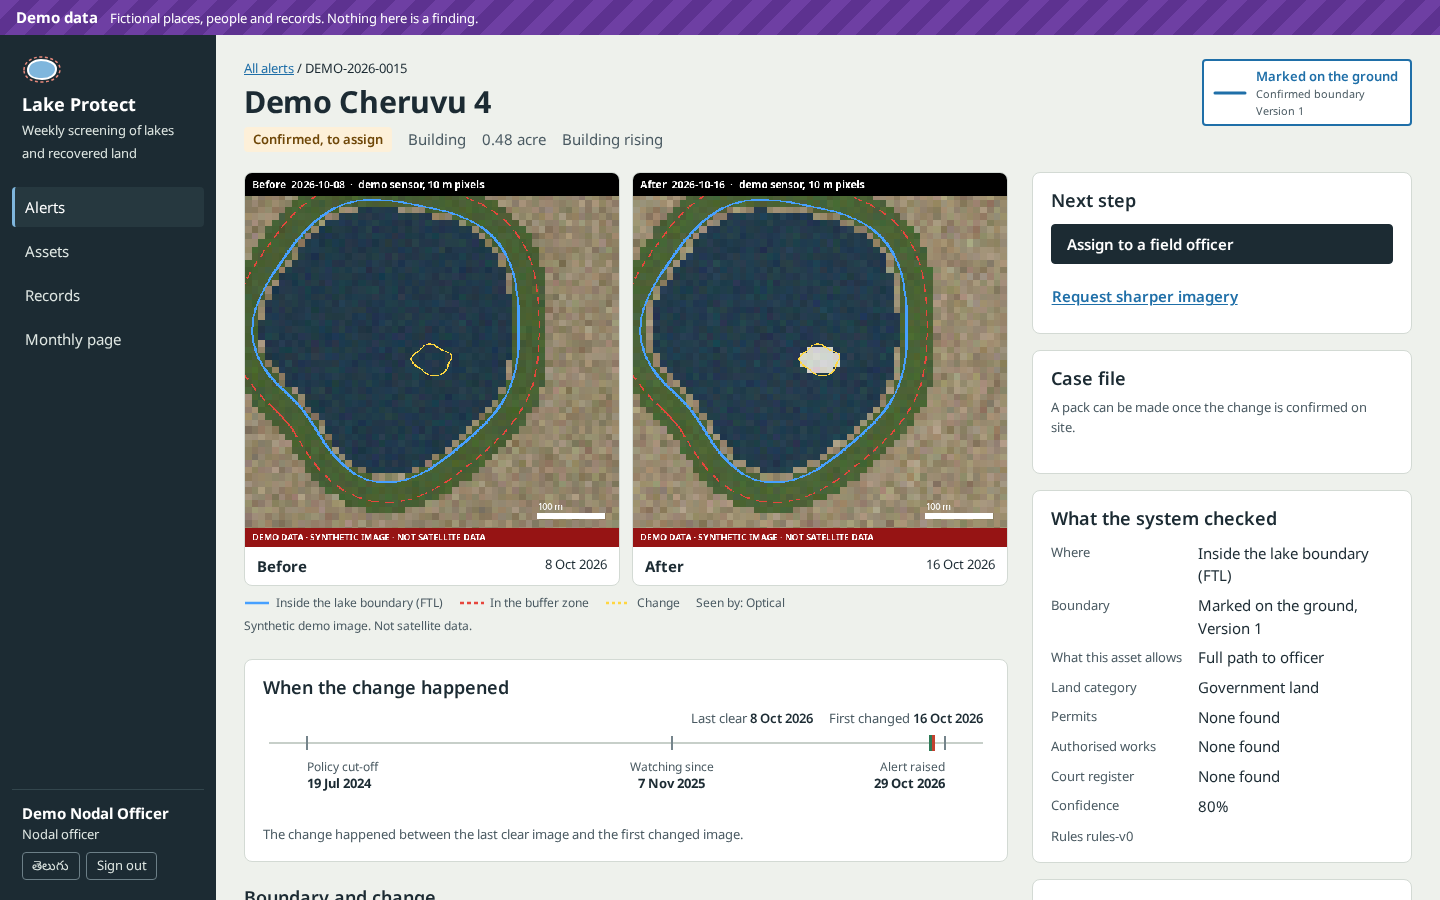 Demo data Fictional places, people and records. Nothing here is a finding.
Lake Protect
Weekly screening of lakes
and recovered land
Alerts
Assets
Records
Monthly page
Demo Nodal Officer
Nodal officer
తెలుగు
Sign out
All alerts / DEMO-2026-0015
Demo Cheruvu 4
Confirmed, to assign Building 0.48 acre Building rising
Marked on the ground
Confirmed boundary
Version 1
Before 2026-10-08 · demo sensor, 10 m pixels
100 m
DEMO DATA · SYNTHETIC IMAGE · NOT SATELLITE DATA
Before 8 Oct 2026
After 2026-10-16 · demo sensor, 10 m pixels
100 m
DEMO DATA · SYNTHETIC IMAGE · NOT SATELLITE DATA
After 16 Oct 2026
Inside the lake boundary (FTL) In the buffer zone Change Seen by: Optical
Synthetic demo image. Not satellite data.
When the change happened
Last clear 8 Oct 2026 First changed 16 Oct 2026
Policy cut-off Watching since Alert raised
19 Jul 2024 7 Nov 2025 29 Oct 2026
The change happened between the last clear image and the first changed image.
Boundary and change
Next step
Assign to a field officer
Request sharper imagery
Case file
A pack can be made once the change is confirmed on
site.
What the system checked
Where Inside the lake boundary
(FTL)
Boundary Marked on the ground,
Version 1
What this asset allows Full path to officer
Land category Government land
Permits None found
Authorised works None found
Court register None found
Confidence 80%
Rules rules-v0